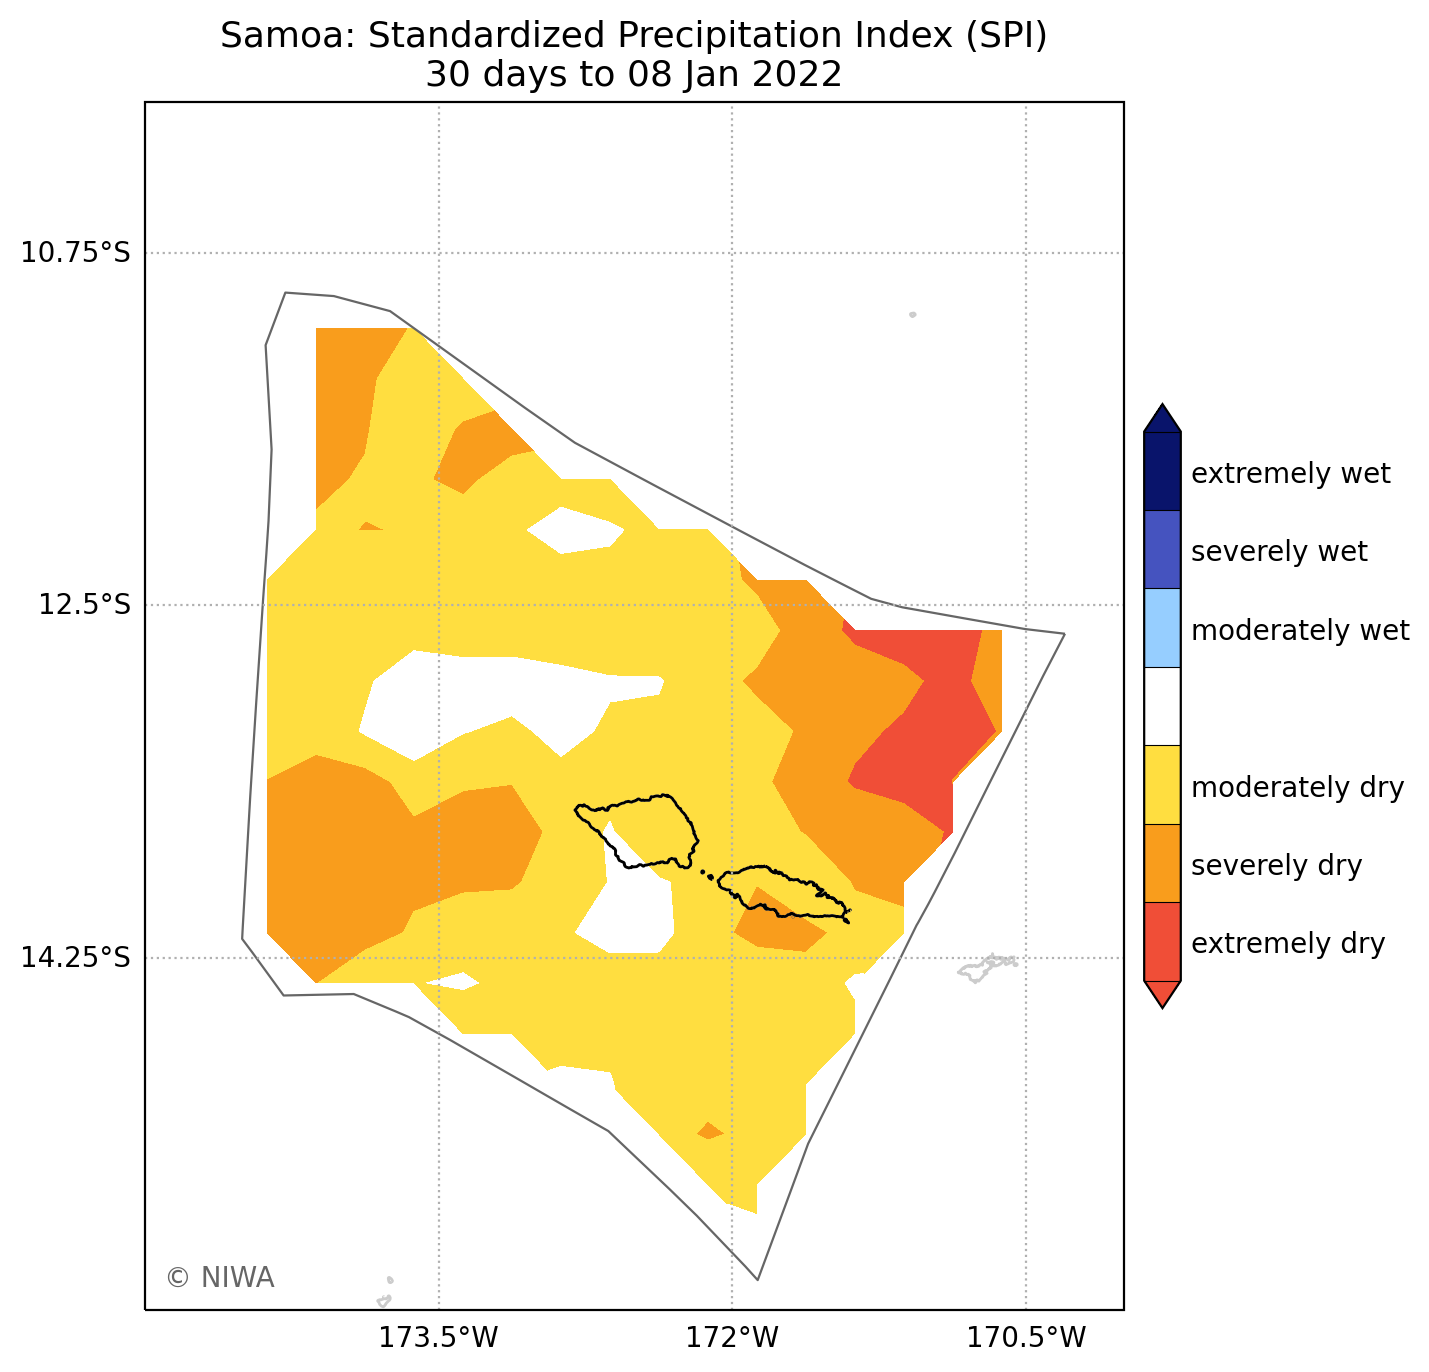 Samoa: Standardized Precipitation Index (SPI)
30 days to 08 Jan 2022
10.75°S
12.5°S
14.25°S
173.5°W
172°W
170.5°W
© NIWA
extremely wet
severely wet
moderately wet
moderately dry
severely dry
extremely dry